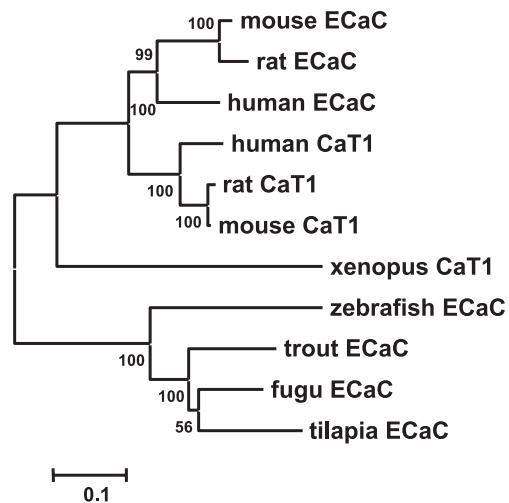 100 mouse ECaC
99
rat ECaC
100
human ECaC
human CaT1
100
rat CaT1
100
mouse CaT1
xenopus CaT1
zebrafish ECaC
100
trout ECaC
100
fugu ECaC
56
tilapia ECaC
0.1